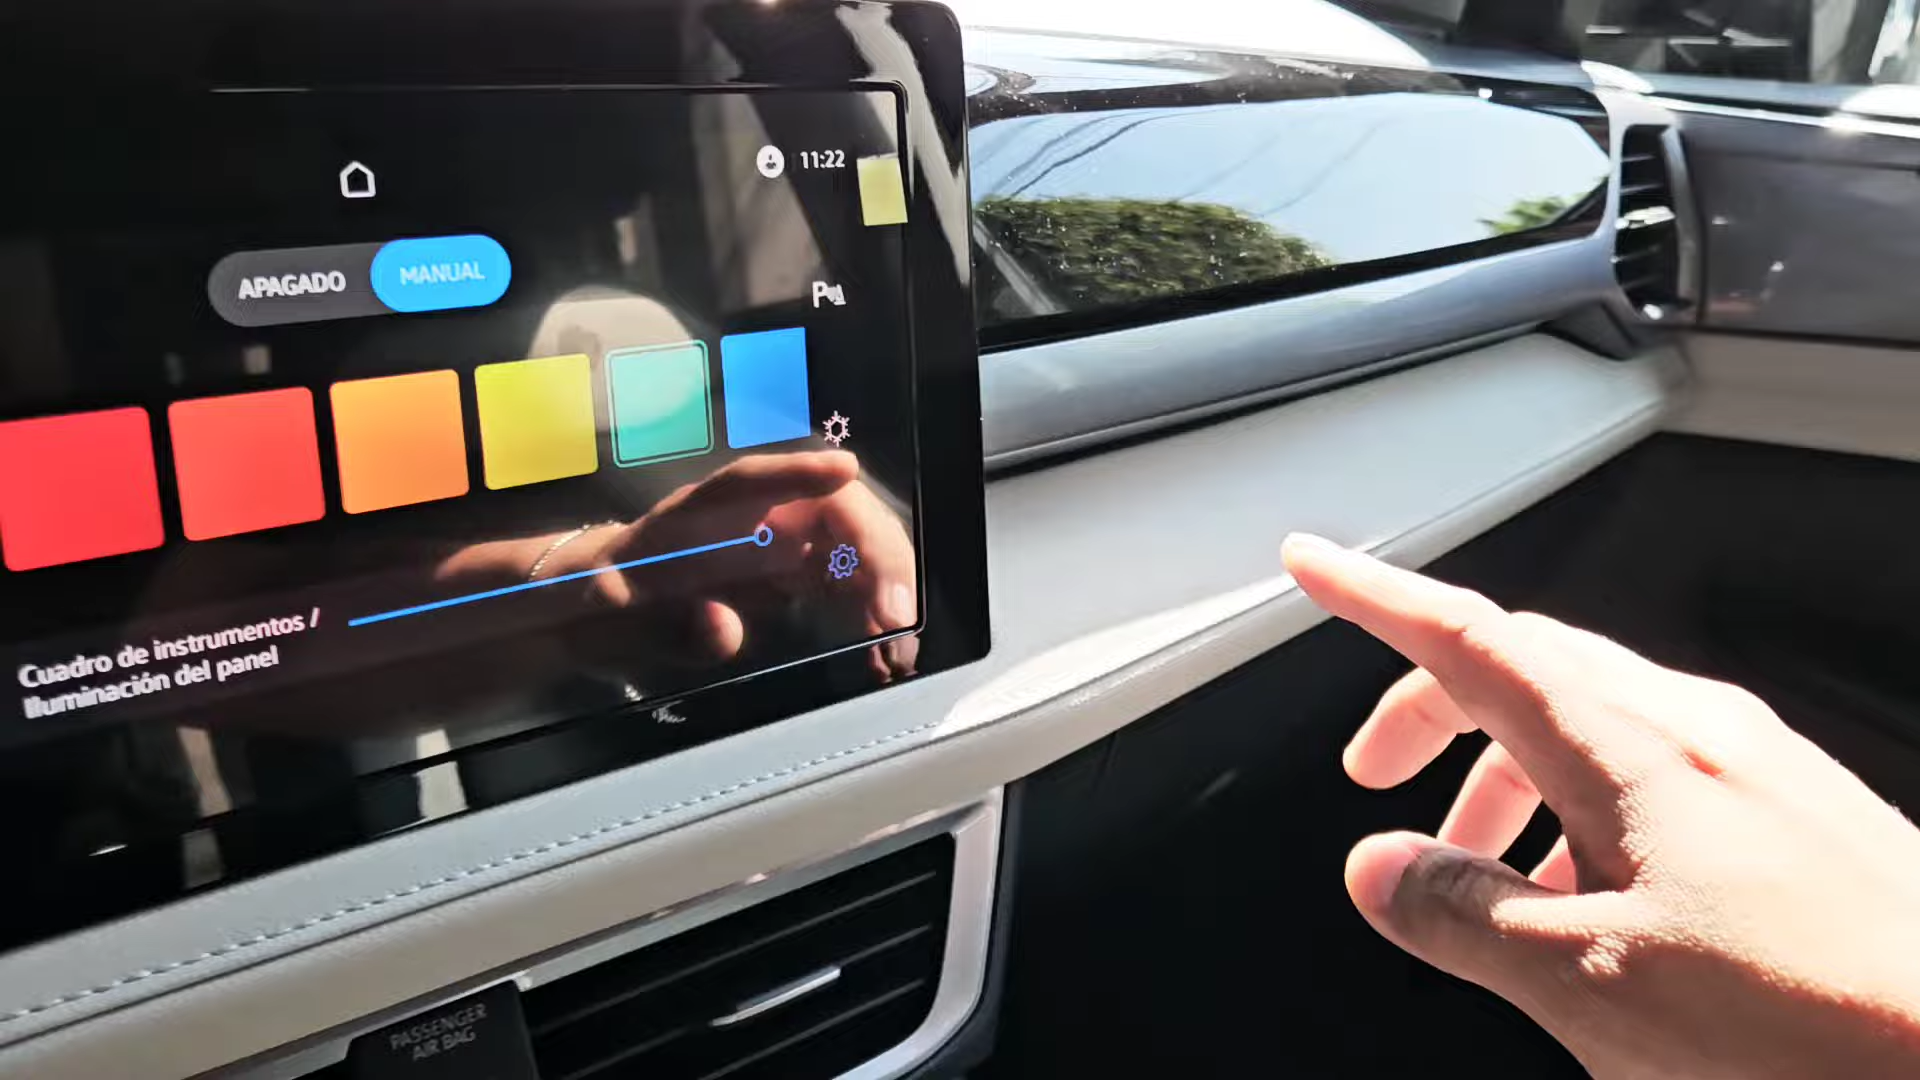 11:22
APAGADO
MANUAL
Cuadro de instrumentos /
Iluminación del panel
PASSENGER
AIR BAG